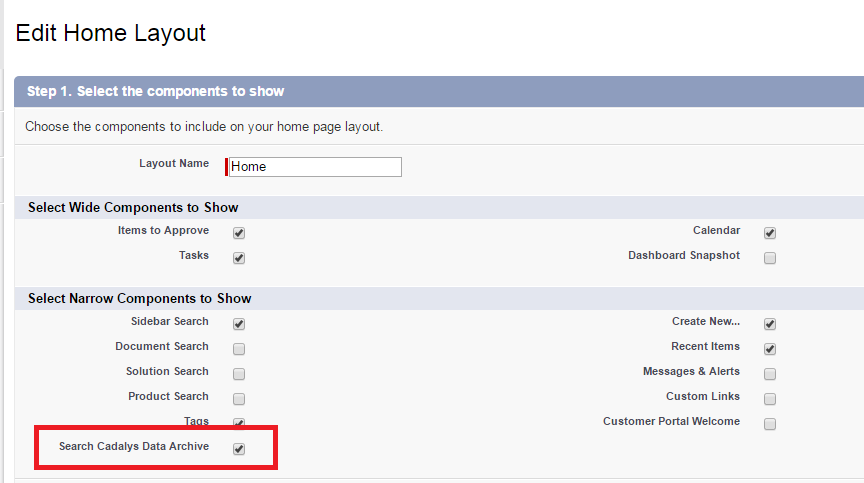 Edit Home Layout
Step 1. Select the components to show
Choose the components to include on your home page layout.
Layout Name Home
Select Wide Components to Show
Items to Approve Calendar
Tasks Dashboard Snapshot
Select Narrow Components to Show
Sidebar Search Create New...
Document Search Recent Items
Solution Search Messages & Alerts
Product Search Custom Links
Tags Customer Portal Welcome
Search Cadalys Data Archive